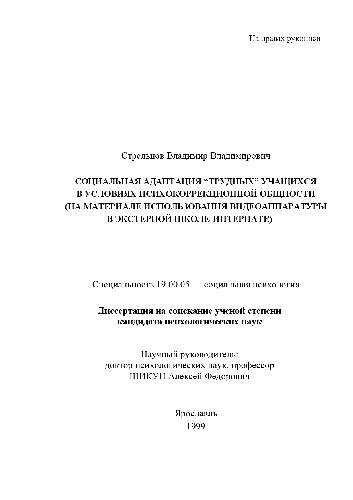 На правах рукописи
Стрельцов Владимир Владимирович
СОЦИАЛЬНАЯ АДАПТАЦИЯ “ТРУДНЫХ” УЧАЩИХСЯ
В УСЛОВИЯХ ПСИХОКОРРЕКЦИОННОЙ ОБЩНОСТИ
(НА МАТЕРИАЛЕ ИСПОЛЬЗОВАНИЯ ВИДЕОАППАРАТУРЫ
В ЭКСТЕРНОЙ ШКОЛЕ-ИНТЕРНАТЕ)
Специальность 19.00.05 — социальная психология
Диссертация на соискание ученой степени
кандидата психологических наук
Научный руководитель:
доктор психологических наук, профессор
ШИКУН Алексей Федорович
Ярославль
1999